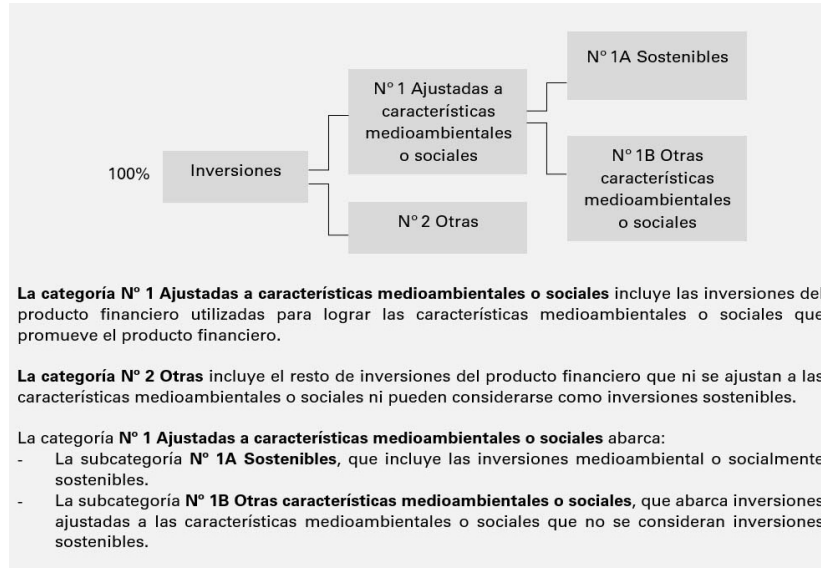 Nº 1A Sostenibles
Nº 1 Ajustadas a
características
medioambientales
o sociales
Nº 1B Otras
características
medioambientales
o sociales
100%
Inversiones
Nº 2 Otras
La categoría Nº 1 Ajustadas a características medioambientales o sociales incluye las inversiones del
producto financiero utilizadas para lograr las características medioambientales o sociales que
promueve el producto financiero.
La categoría Nº 2 Otras incluye el resto de inversiones del producto financiero que ni se ajustan a las
características medioambientales o sociales ni pueden considerarse como inversiones sostenibles.
La categoría Nº 1 Ajustadas a características medioambientales o sociales abarca:
- La subcategoría Nº 1A Sostenibles, que incluye las inversiones medioambiental o socialmente
sostenibles.
- La subcategoría Nº 1B Otras características medioambientales o sociales, que abarca inversiones
ajustadas a las características medioambientales o sociales que no se consideran inversiones
sostenibles.